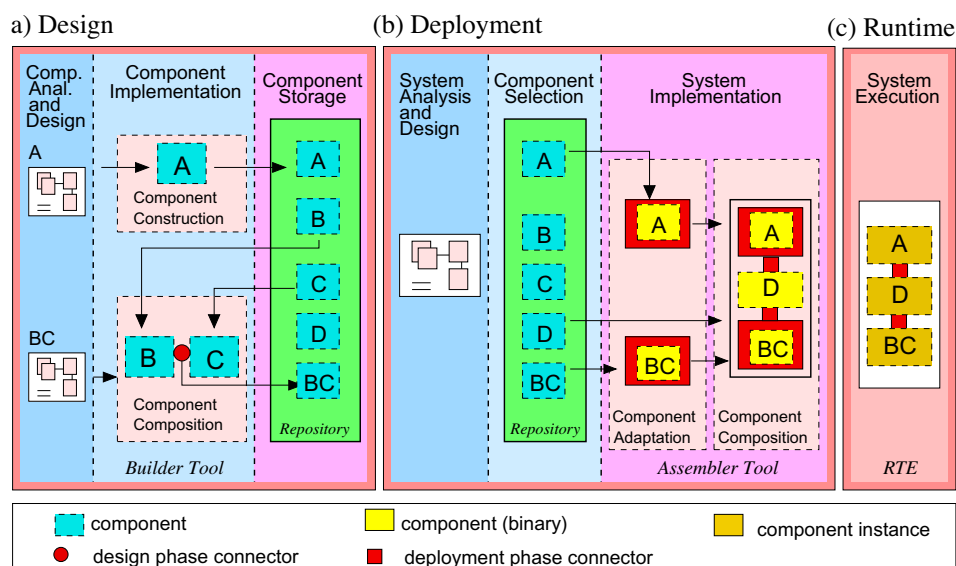 a) Design
(b) Deployment
(c) Runtime
Comp.
Anal.
and
Design
Component
Implementation
Component
Storage
A
A
Component
Construction
A
B
C
D
BC
BC
B
C
Component
Composition
Repository
Builder Tool
System
Analysis
and
Design
Component
Selection
System
Implementation
A
B
C
D
BC
Repository
A
BC
Component
Adaptation
A
D
BC
Component
Composition
Assembler Tool
System
Execution
A
D
BC
RTE
component
component (binary)
component instance
design phase connector
deployment phase connector